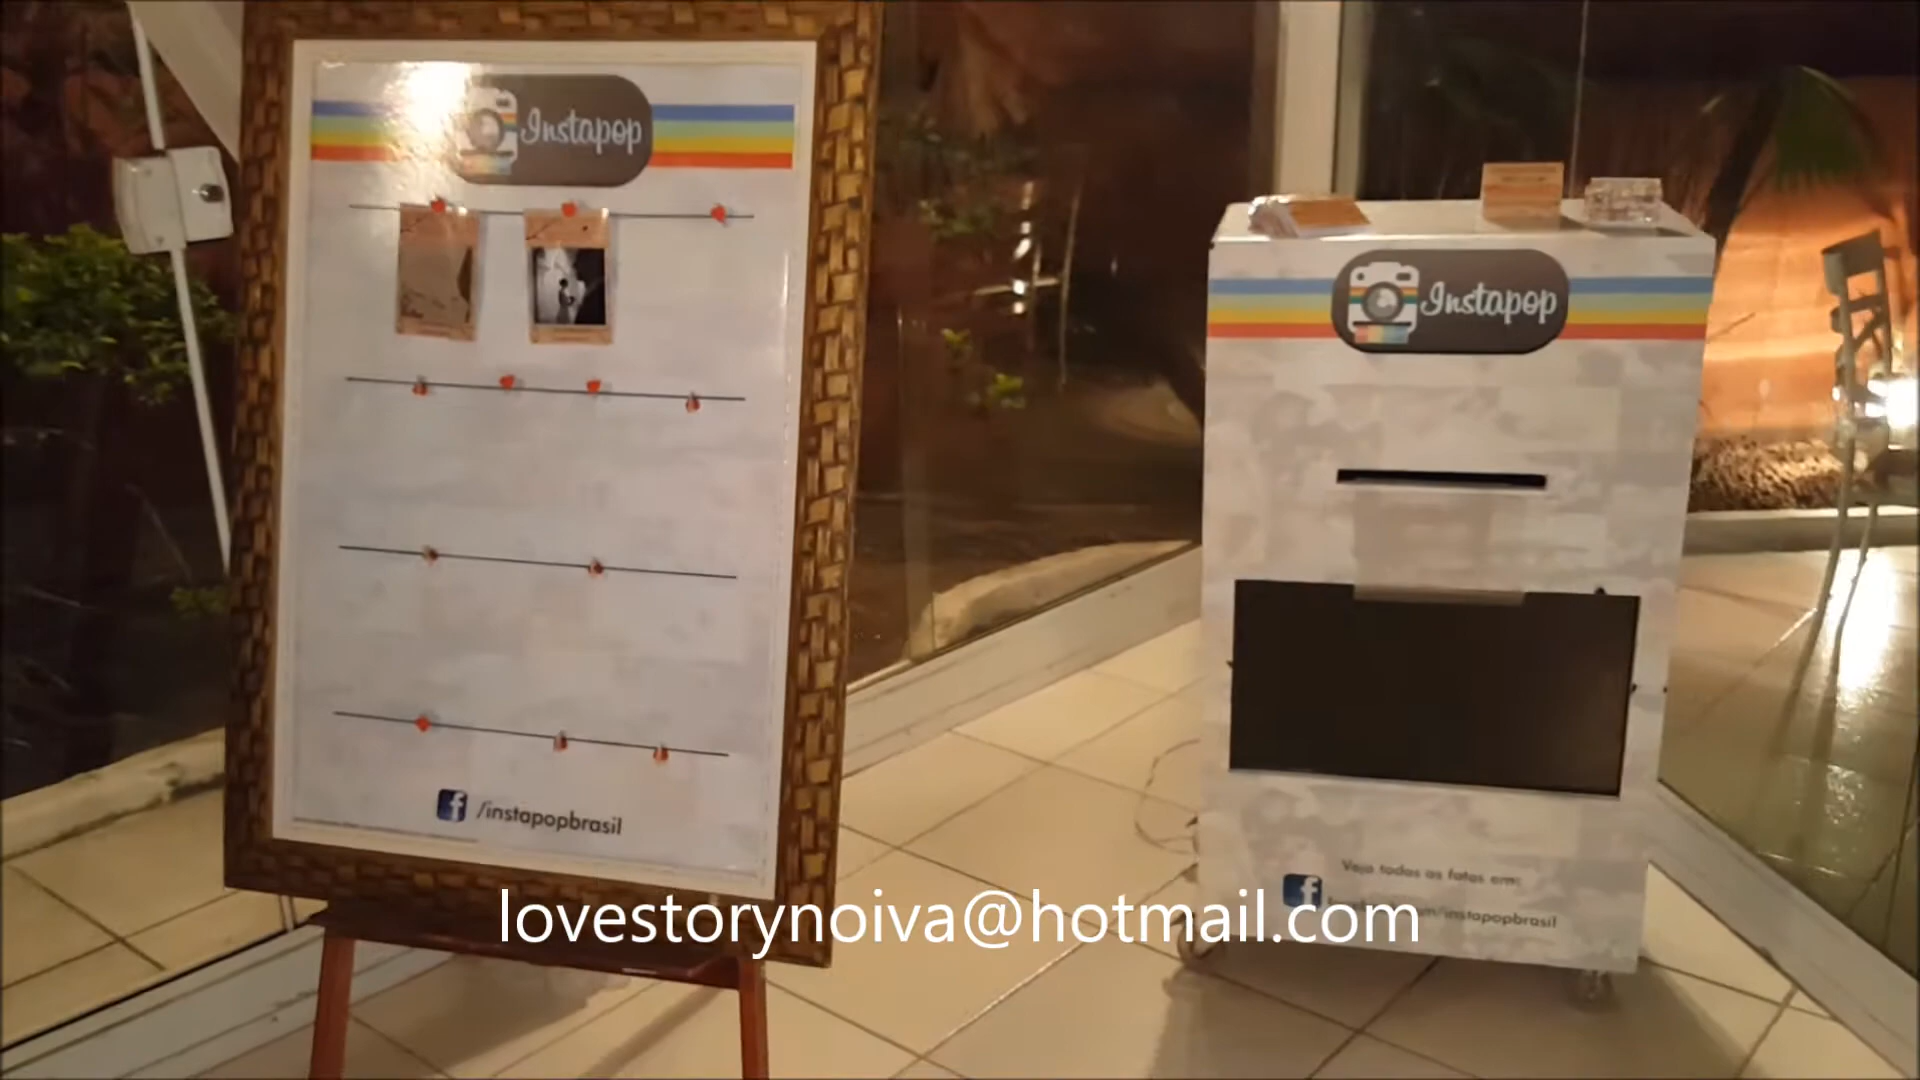 Instapop
/instapopbrasil
Instapop
Veja todas as fotos em:
/instapopbrasil
lovestorynoiva@hotmail.com